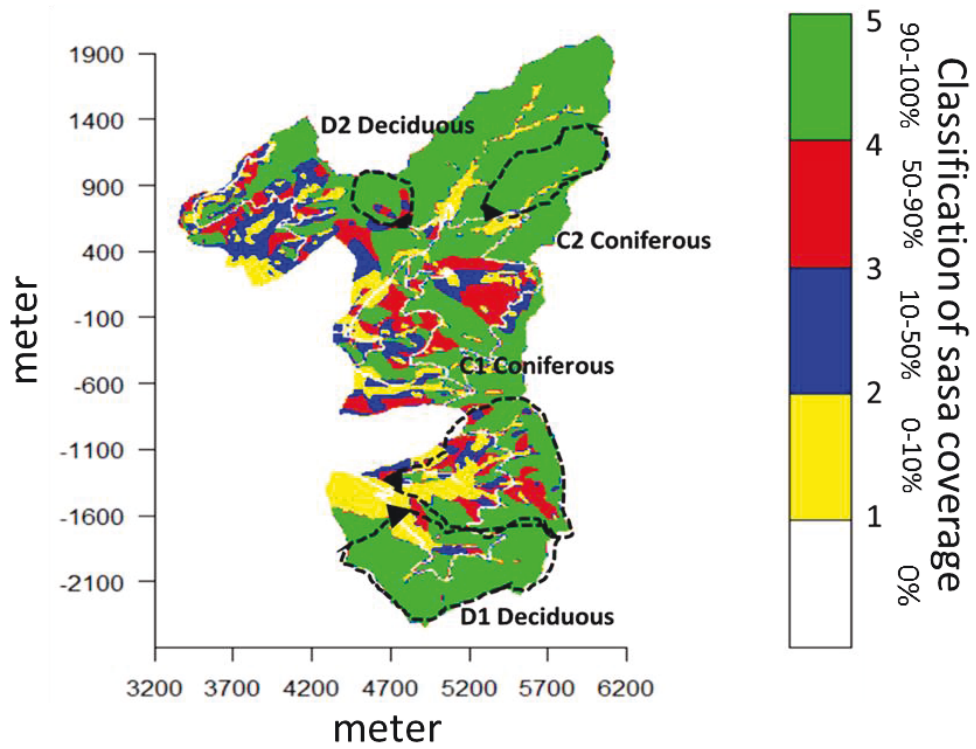 1900
1400
900
400
-100
-600
-1100
-1600
-2100
meter
3200 3700 4200 4700 5200 5700 6200
meter
D2 Deciduous
C2 Coniferous
C1 Coniferous
D1 Deciduous
5
4
3
2
1
90-100%
50-90%
10-50%
0-10%
0%
Classification of sasa coverage